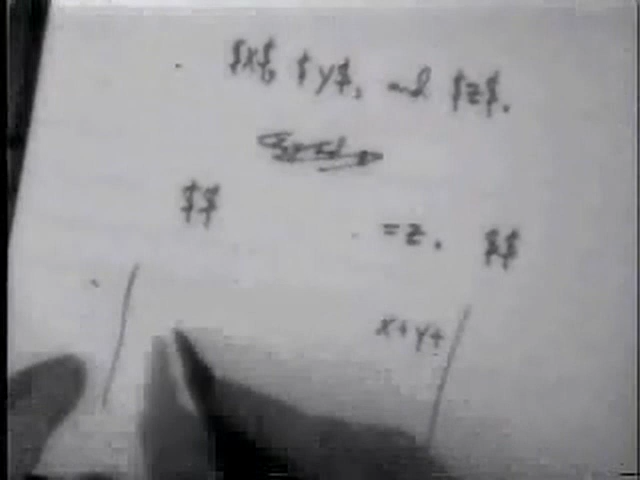 $x$, $y$, and $z$.
$$ =z. $$
x+y+